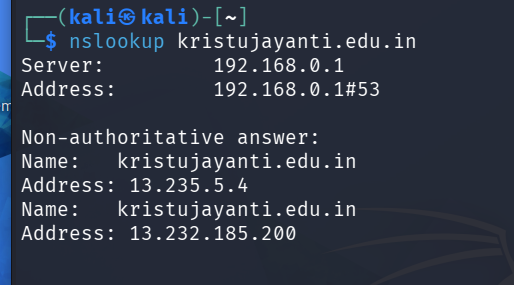 ┌──(kali㉿kali)-[~]
└─$ nslookup kristujayanti.edu.in
Server:         192.168.0.1
Address:        192.168.0.1#53

Non-authoritative answer:
Name:   kristujayanti.edu.in
Address: 13.235.5.4
Name:   kristujayanti.edu.in
Address: 13.232.185.200